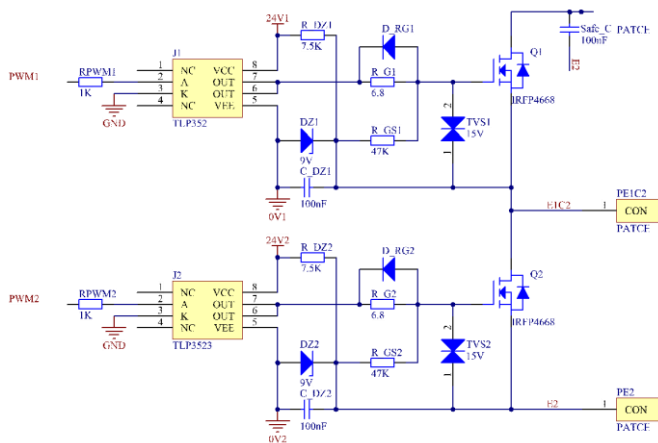 24V1
R_DZ1
7.5K
D_RG1
Q1
Safc_C
100nF
PATCH
E2
J1
PWM1
RPWM1
1K
1
2
3
4
NC
A
K
NC
VCC
OUT
OUT
VEE
8
7
6
5
TLP352
GND
R_G1
6.8
IRFP4668
DZ1
9V
R_GS1
47K
2
1
TVS1
15V
C_DZ1
100nF
0V1
PE1C2
E1C2
1
CON
PATCH
24V2
R_DZ2
7.5K
D_RG2
Q2
J2
PWM2
RPWM2
1K
1
2
3
4
NC
A
K
NC
VCC
OUT
OUT
VEE
8
7
6
5
TLP3523
GND
R_G2
6.8
IRFP4668
DZ2
9V
R_GS2
47K
2
1
TVS2
15V
C_DZ2
100nF
0V2
PE2
E2
1
CON
PATCH